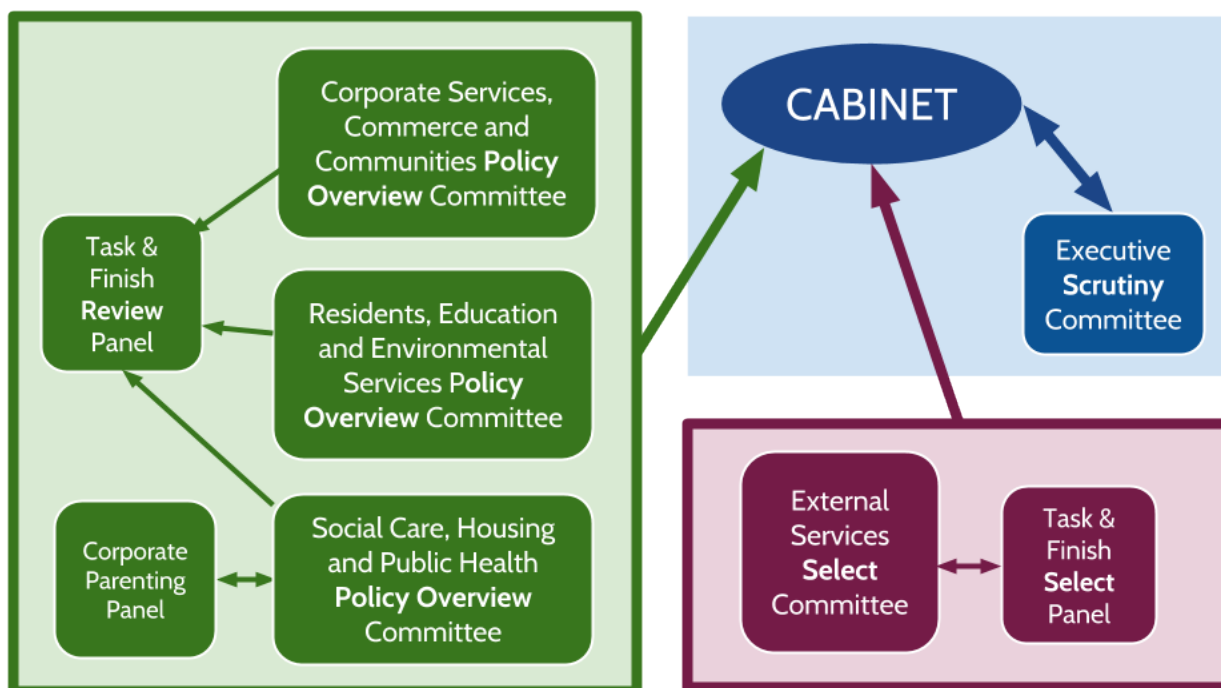 Corporate Services,
Commerce and
Communities Policy
Overview Committee
Task &
Finish
Review
Panel
Residents, Education
and Environmental
Services Policy
Overview Committee
Corporate
Parenting
Panel
Social Care, Housing
and Public Health
Policy Overview
Committee
CABINET
Executive
Scrutiny
Committee
External
Services
Select
Committee
Task &
Finish
Select
Panel